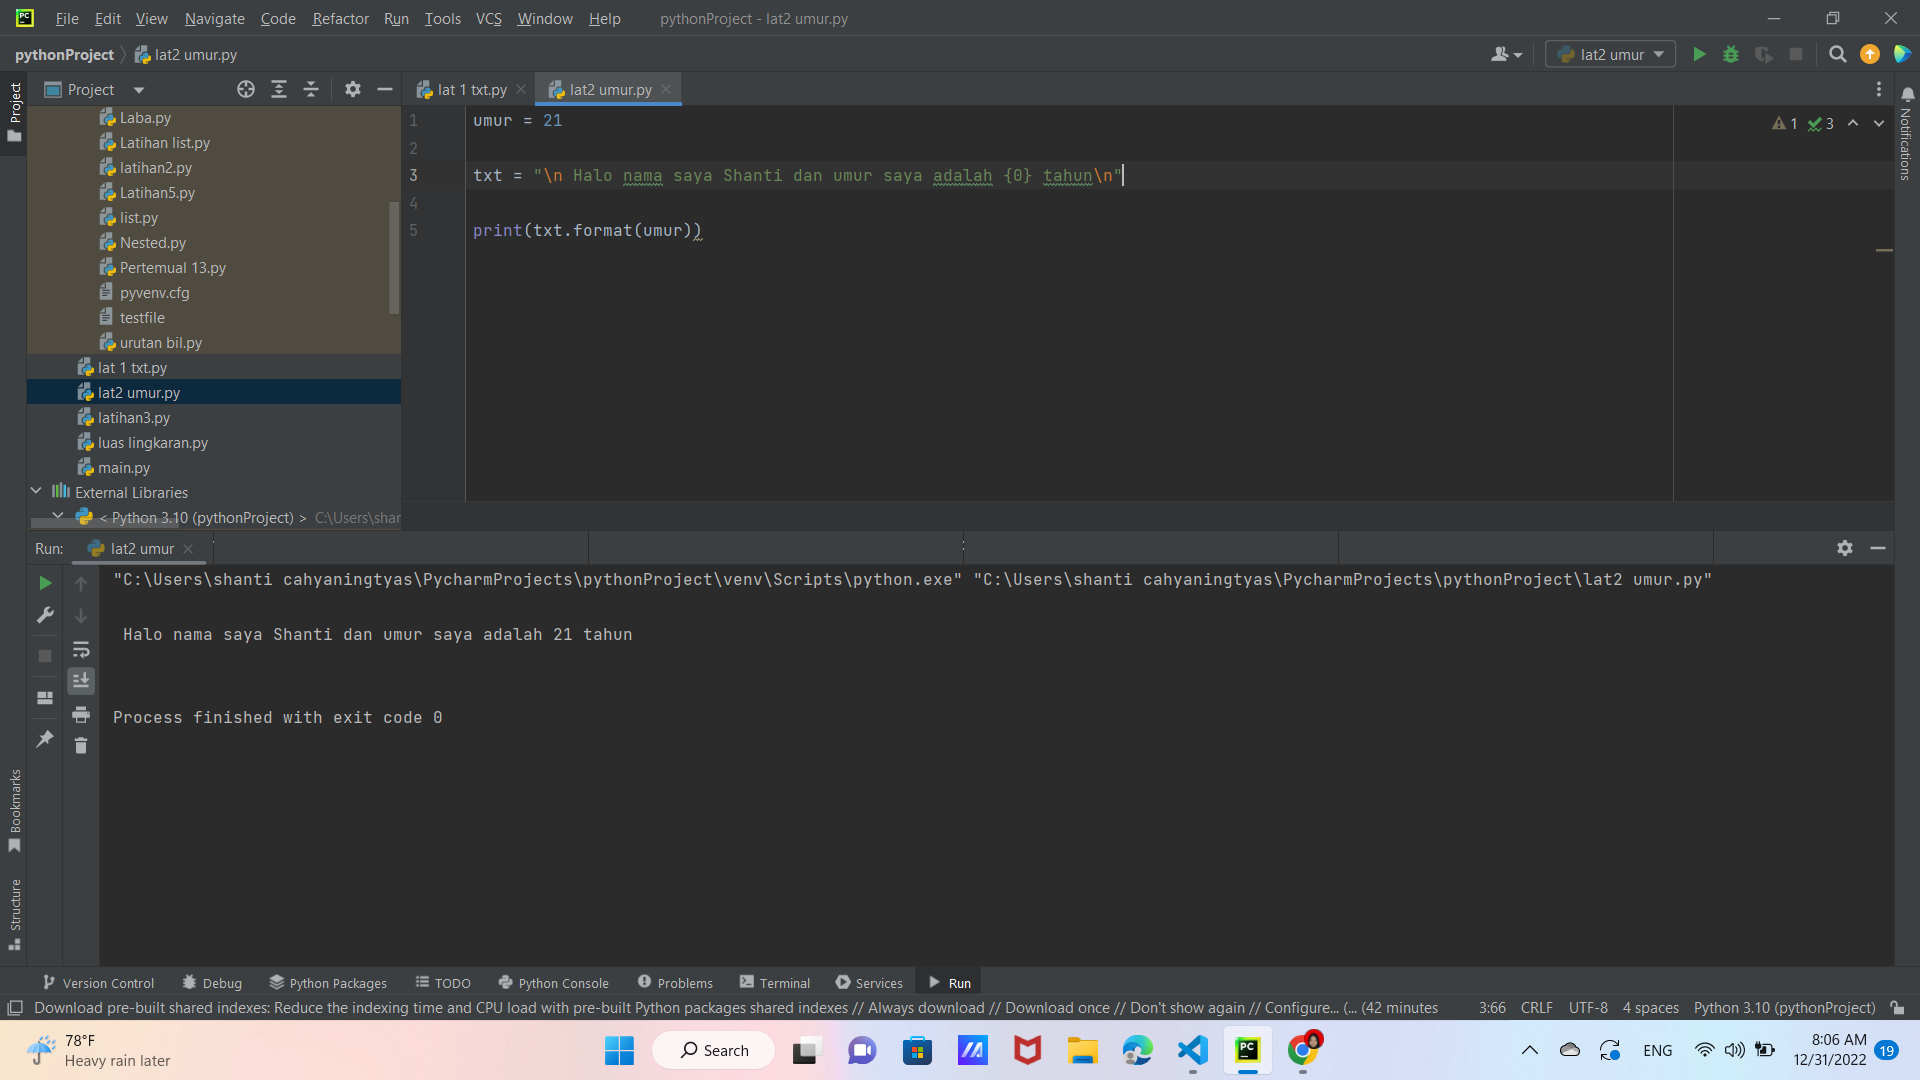 PC File Edit View Navigate Code Refactor Run Tools VCS Window Help pythonProject - lat2 umur.py
pythonProject lat2 umur.py lat2 umur
Project lat 1 txt.py lat2 umur.py
Project
Notifications
Laba.py
Latihan list.py
latihan2.py
Latihan5.py
list.py
Nested.py
Pertemual 13.py
pyvenv.cfg
testfile
urutan bil.py
lat 1 txt.py
lat2 umur.py
latihan3.py
luas lingkaran.py
main.py
External Libraries
< Python 3.10 (pythonProject) > C:\Users\shar
1 umur = 21
2
3 txt = "\n Halo nama saya Shanti dan umur saya adalah {0} tahun\n"
4
5 print(txt.format(umur))
1 3
Run: lat2 umur
"C:\Users\shanti cahyaningtyas\PycharmProjects\pythonProject\venv\Scripts\python.exe" "C:\Users\shanti cahyaningtyas\PycharmProjects\pythonProject\lat2 umur.py"
Halo nama saya Shanti dan umur saya adalah 21 tahun
Process finished with exit code 0
Bookmarks
Structure
Version Control Debug Python Packages TODO Python Console Problems Terminal Services Run
Download pre-built shared indexes: Reduce the indexing time and CPU load with pre-built Python packages shared indexes // Always download // Download once // Don't show again // Configure... (... (42 minutes 3:66 CRLF UTF-8 4 spaces Python 3.10 (pythonProject)
78°F
Heavy rain later
Search
PC
ENG
8:06 AM
12/31/2022
19